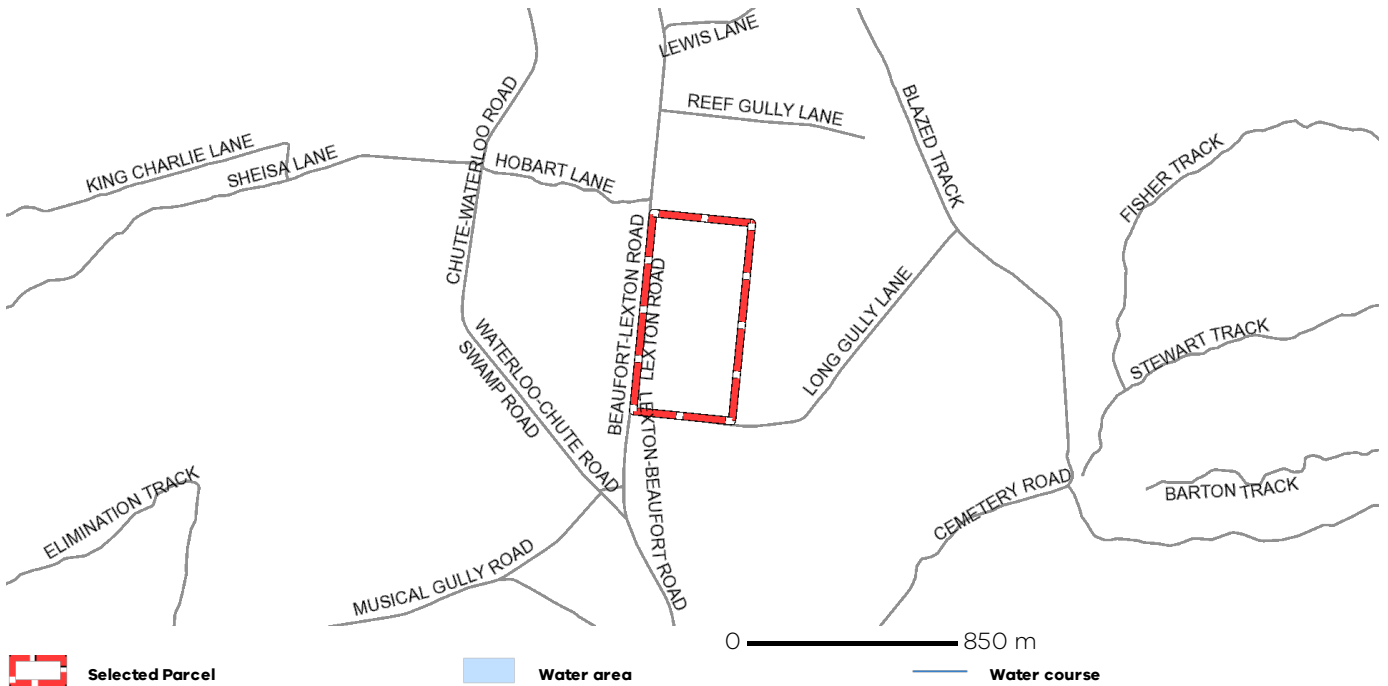 LEWIS LANE
REEF GULLY LANE
BLAZED TRACK
CHUTE-WATERLOO ROAD
KING CHARLIE LANE
SHEISA LANE
HOBART LANE
FISHER TRACK
BEAUFORT-LEXTON ROAD
LEXTON ROAD
LONG GULLY LANE
WATERLOO-CHUTE ROAD
SWAMP ROAD
STEWART TRACK
LEXTON-BEAUFORT ROAD
ELIMINATION TRACK
CEMETERY ROAD
BARTON TRACK
MUSICAL GULLY ROAD
0 850 m
Selected Parcel Water area Water course